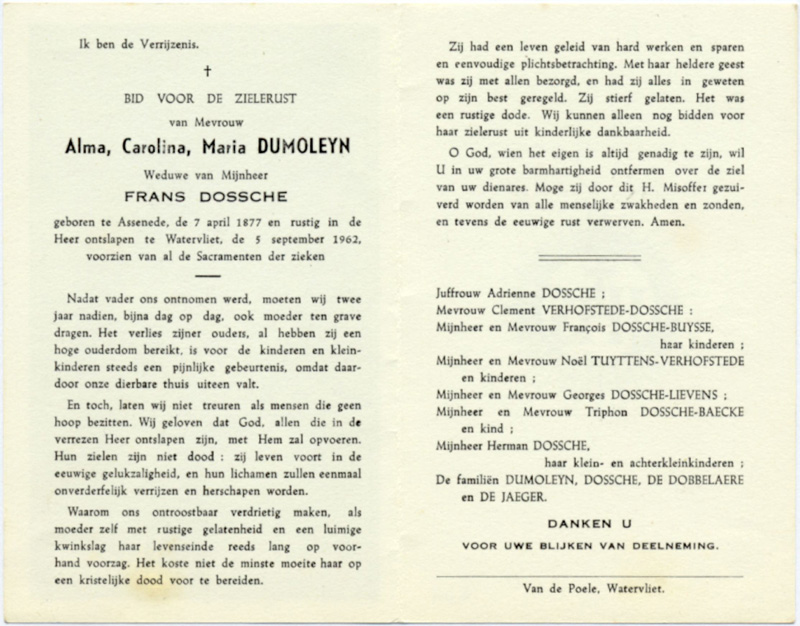 Ik ben de Verrijzenis.
✝
BID VOOR DE ZIELERUST
van Mevrouw
Alma, Carolina, Maria DUMOLEYN
Weduwe van Mijnheer
FRANS DOSSCHE
geboren te Assenede, de 7 april 1877 en rustig in de
Heer ontslapen te Watervliet, de 5 september 1962,
voorzien van al de Sacramenten der zieken
Nadat vader ons ontnomen werd, moeten wij twee
jaar nadien, bijna dag op dag, ook moeder ten grave
dragen. Het verlies zijner ouders, al hebben zij een
hoge ouderdom bereikt, is voor de kinderen en klein-
kinderen steeds een pijnlijke gebeurtenis, omdat daar-
door onze dierbare thuis uiteen valt.
En toch, laten wij niet treuren als mensen die geen
hoop bezitten. Wij geloven dat God, allen die in de
verrezen Heer ontslapen zijn, met Hem zal opvoeren.
Hun zielen zijn niet dood : zij leven voort in de
eeuwige gelukzaligheid, en hun lichamen zullen eenmaal
onverderfelijk verrijzen en herschapen worden.
Waarom ons ontroostbaar verdrietig maken, als
moeder zelf met rustige gelatenheid en een luimige
kwinkslag haar levenseinde reeds lang op voor-
hand voorzag. Het koste niet de minste moeite haar op
een kristelijke dood voor te bereiden.
Zij had een leven geleid van hard werken en sparen
en eenvoudige plichtsbetrachting. Met haar heldere geest
was zij met allen bezorgd, en had zij alles in geweten
op zijn best geregeld. Zij stierf gelaten. Het was
een rustige dode. Wij kunnen alleen nog bidden voor
haar zielerust uit kinderlijke dankbaarheid.
O God, wien het eigen is altijd genadig te zijn, wil
U in uw grote barmhartigheid ontfermen over de ziel
van uw dienares. Moge zij door dit H. Misoffer gezui-
verd worden van alle menselijke zwakheden en zonden,
en tevens de eeuwige rust verwerven. Amen.
Juffrouw Adrienne DOSSCHE ;
Mevrouw Clement VERHOFSTEDE-DOSSCHE :
Mijnheer en Mevrouw François DOSSCHE-BUYSSE,
haar kinderen ;
Mijnheer en Mevrouw Noël TUYTTENS-VERHOFSTEDE
en kinderen ;
Mijnheer en Mevrouw Georges DOSSCHE-LIEVENS ;
Mijnheer en Mevrouw Triphon DOSSCHE-BAECKE
en kind ;
Mijnheer Herman DOSSCHE,
haar klein- en achterkleinkinderen ;
De familiën DUMOLEYN, DOSSCHE, DE DOBBELAERE
en DE JAEGER.
DANKEN U
VOOR UWE BLIJKEN VAN DEELNEMING.
Van de Poele, Watervliet.